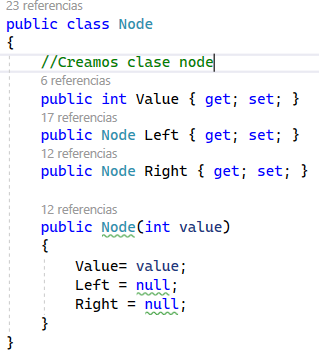 23 referencias
public class Node
{
//Creamos clase node
6 referencias
public int Value { get; set; }
17 referencias
public Node Left { get; set; }
12 referencias
public Node Right { get; set; }
12 referencias
public Node(int value)
{
Value= value;
Left = null;
Right = null;
}
}